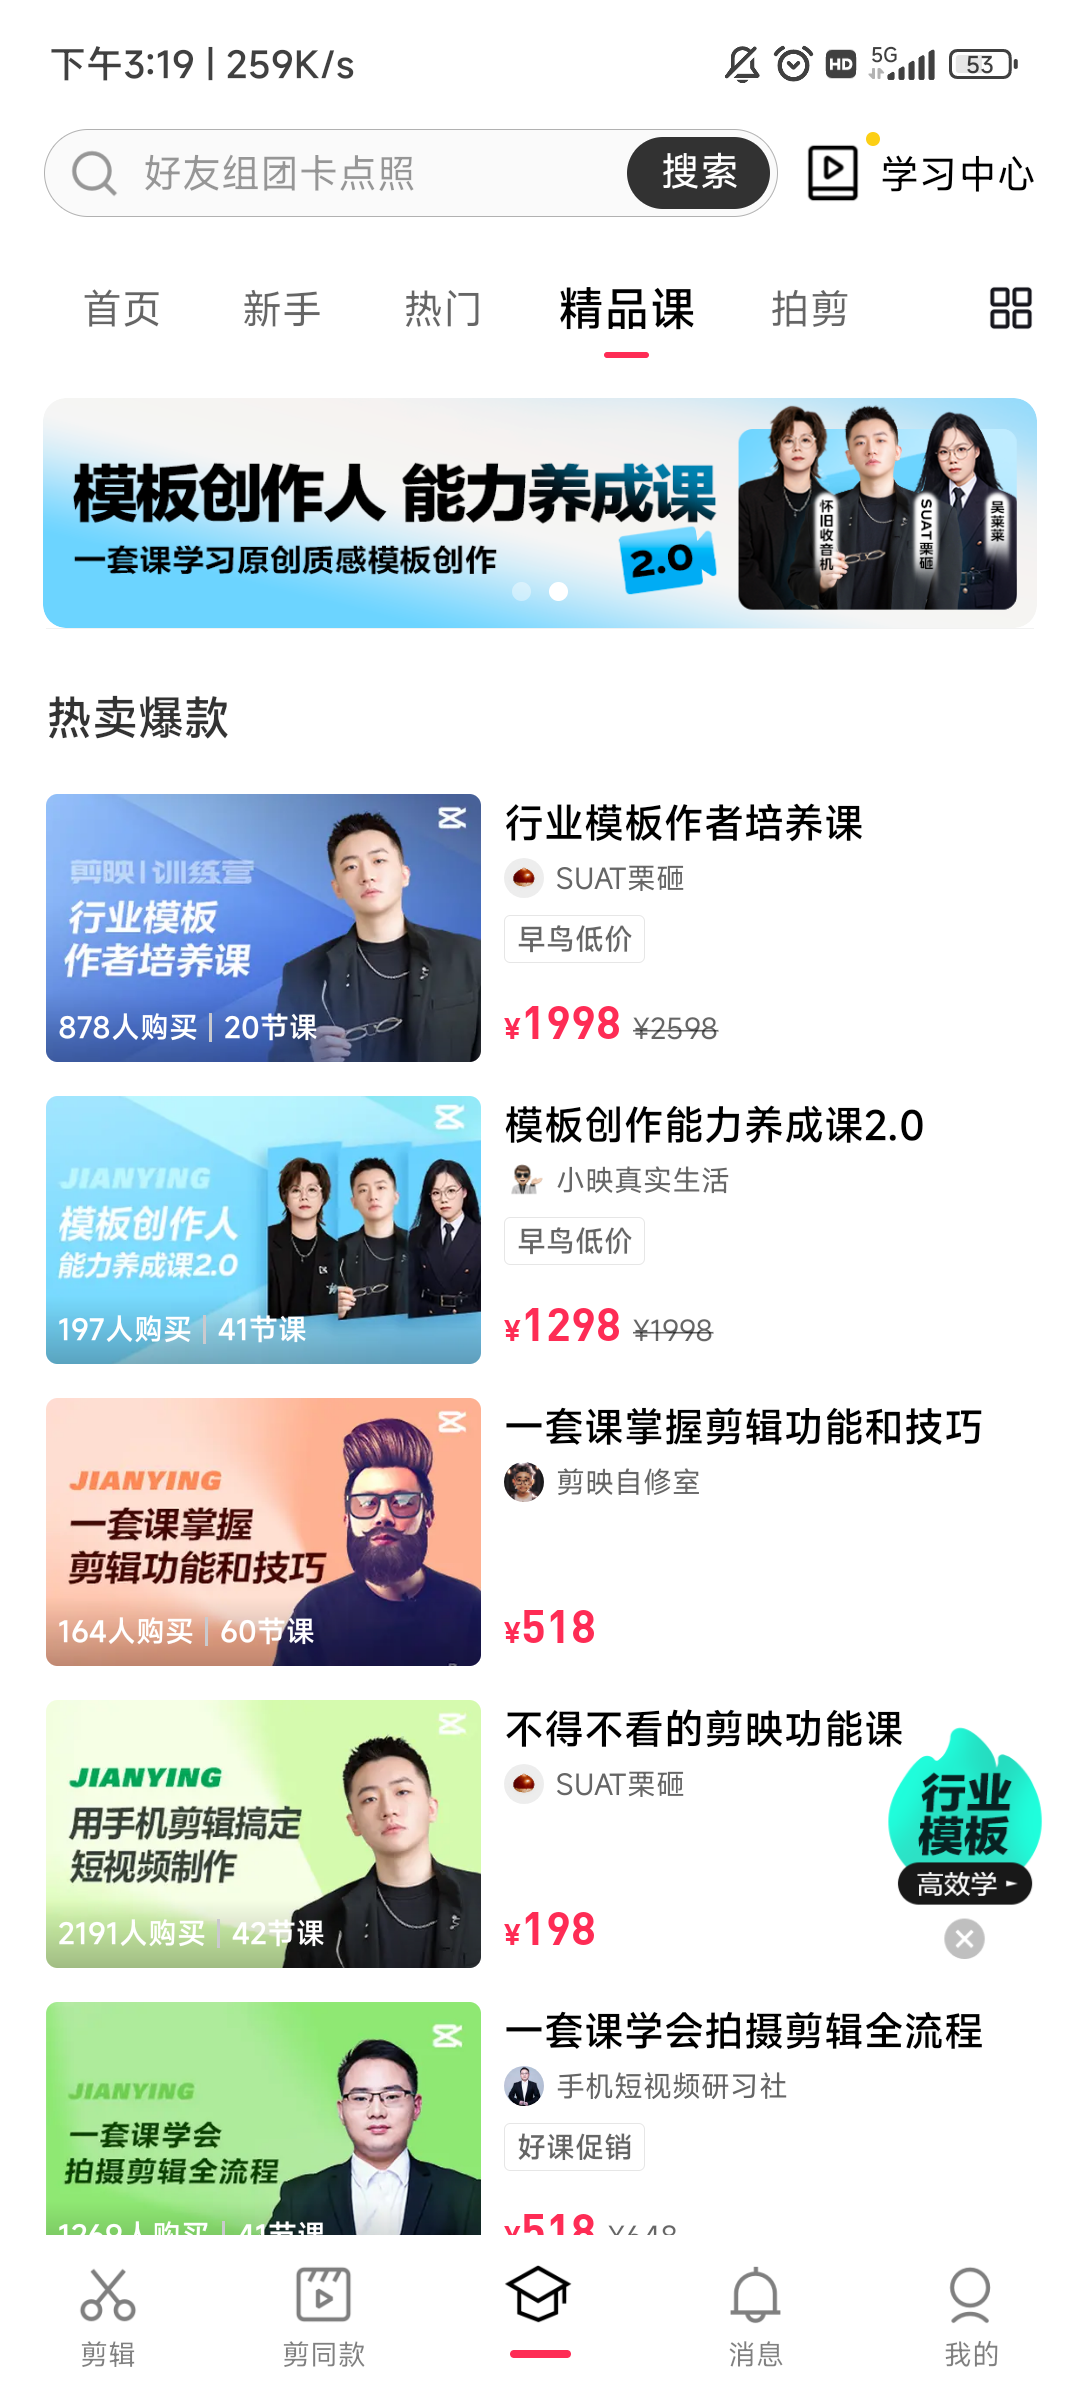 下午3:19 | 259K/s
HD 5G 53
好友组团卡点照 搜索 学习中心
首页 新手 热门 精品课 拍剪
模板创作人 能力养成课
一套课学习原创质感模板创作 2.0
怀旧收音机 SUAT栗砸 吴莱莱
热卖爆款
剪映|训练营
行业模板
作者培养课
878人购买 | 20节课
行业模板作者培养课
SUAT栗砸
早鸟低价
¥1998 ¥2598
JIANYING
模板创作人
能力养成课2.0
197人购买 | 41节课
模板创作能力养成课2.0
小映真实生活
早鸟低价
¥1298 ¥1998
JIANYING
一套课掌握
剪辑功能和技巧
164人购买 | 60节课
一套课掌握剪辑功能和技巧
剪映自修室
¥518
JIANYING
用手机剪辑搞定
短视频制作
2191人购买 | 42节课
不得不看的剪映功能课
SUAT栗砸
¥198
行业
模板
高效学
JIANYING
一套课学会
拍摄剪辑全流程
1269人购买 | 41节课
一套课学会拍摄剪辑全流程
手机短视频研习社
好课促销
¥518 ¥648
剪辑 剪同款 消息 我的